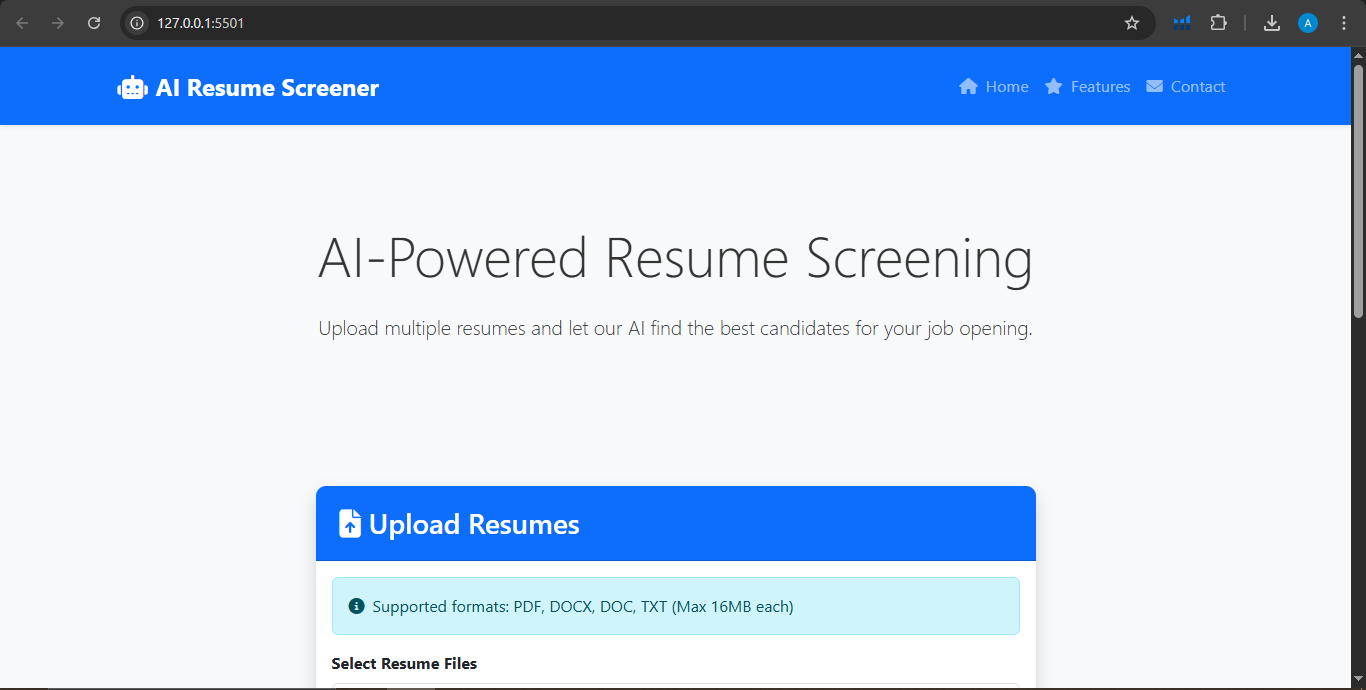 127.0.0.1:5501
A
AI Resume Screener
Home
Features
Contact
AI-Powered Resume Screening
Upload multiple resumes and let our AI find the best candidates for your job opening.
Upload Resumes
Supported formats: PDF, DOCX, DOC, TXT (Max 16MB each)
Select Resume Files